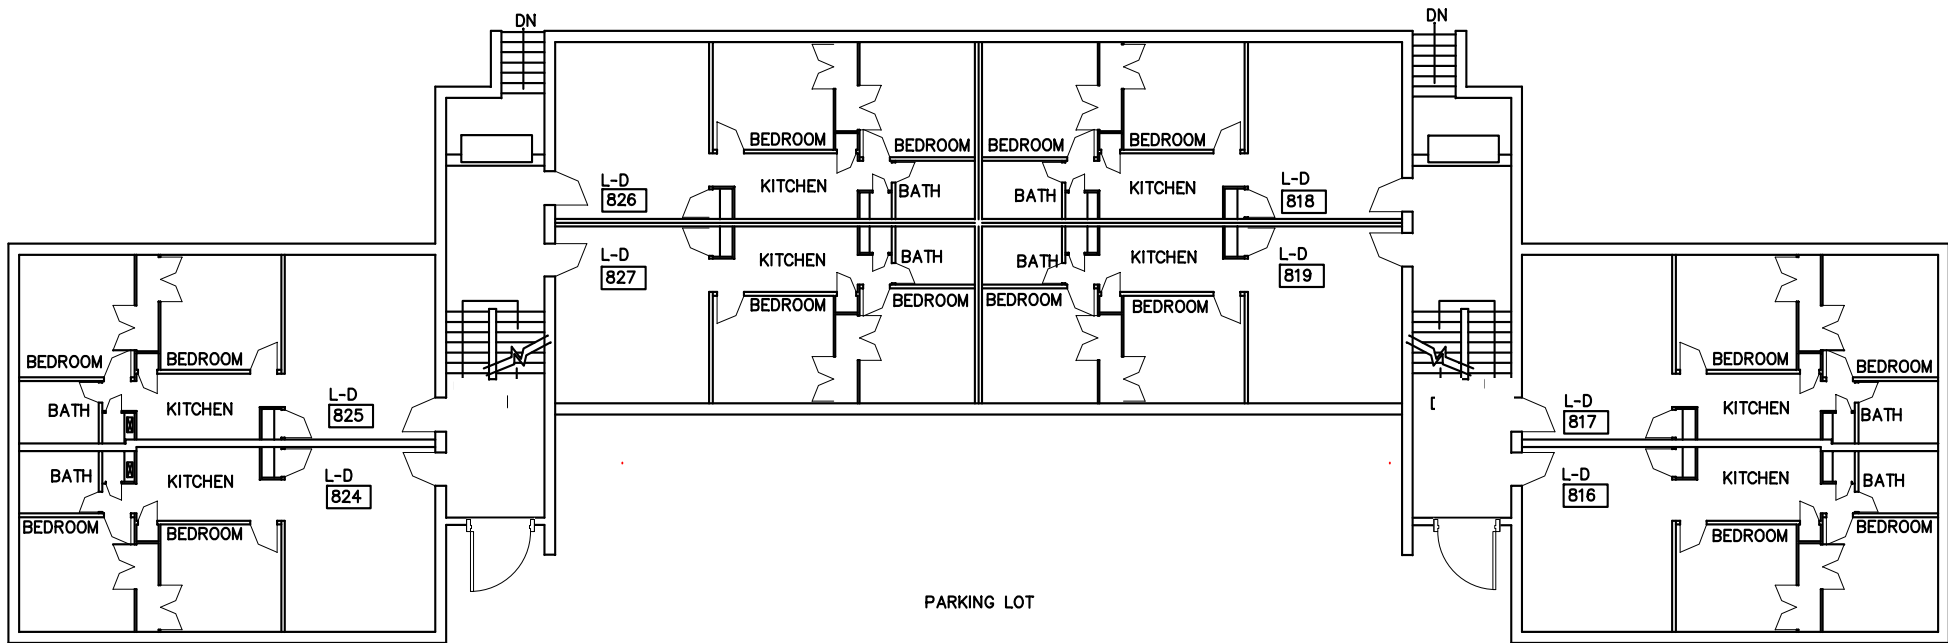 DN
DN
BEDROOM
BEDROOM
BEDROOM
BEDROOM
L-D
826
KITCHEN
BATH
BATH
KITCHEN
L-D
818
L-D
827
KITCHEN
BATH
BATH
KITCHEN
L-D
819
BEDROOM
BEDROOM
BEDROOM
BEDROOM
BEDROOM
BEDROOM
BEDROOM
BEDROOM
BATH
KITCHEN
L-D
825
L-D
817
KITCHEN
BATH
BATH
KITCHEN
L-D
824
L-D
816
KITCHEN
BATH
BEDROOM
BEDROOM
BEDROOM
BEDROOM
PARKING LOT